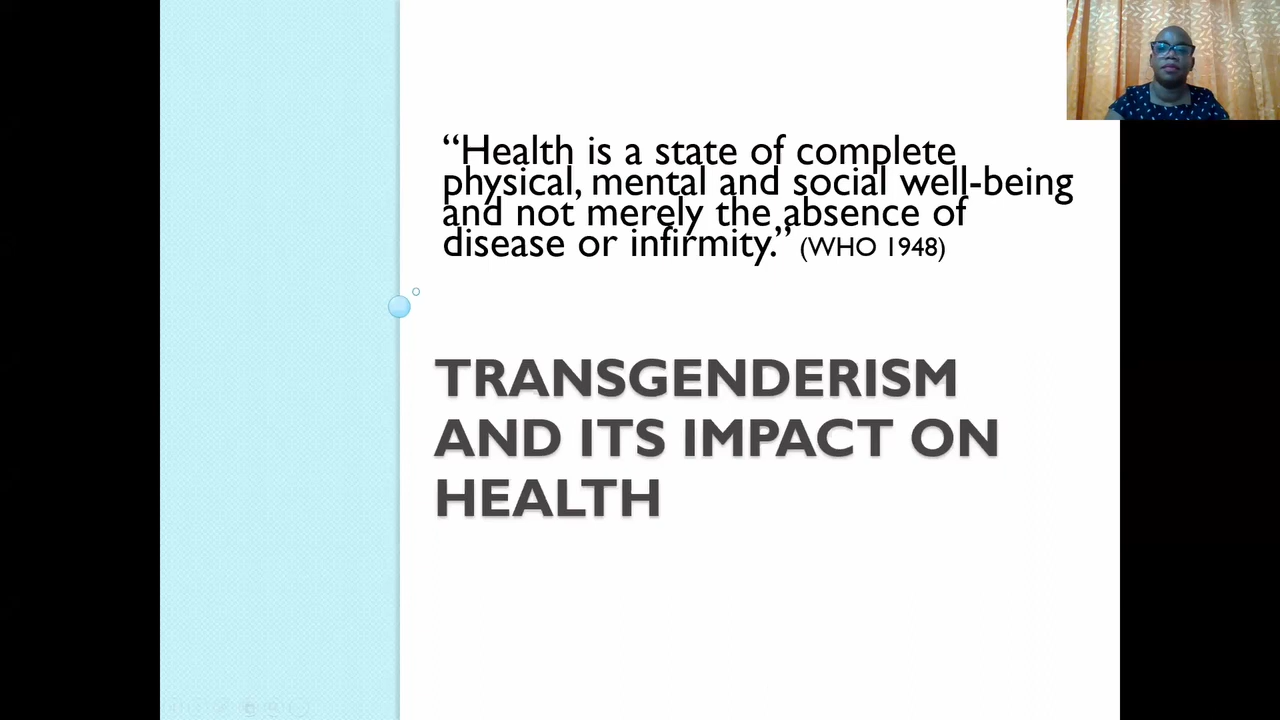 “Health is a state of complete
physical, mental and social well-being
and not merely the absence of
disease or infirmity.” (WHO 1948)
TRANSGENDERISM
AND ITS IMPACT ON
HEALTH